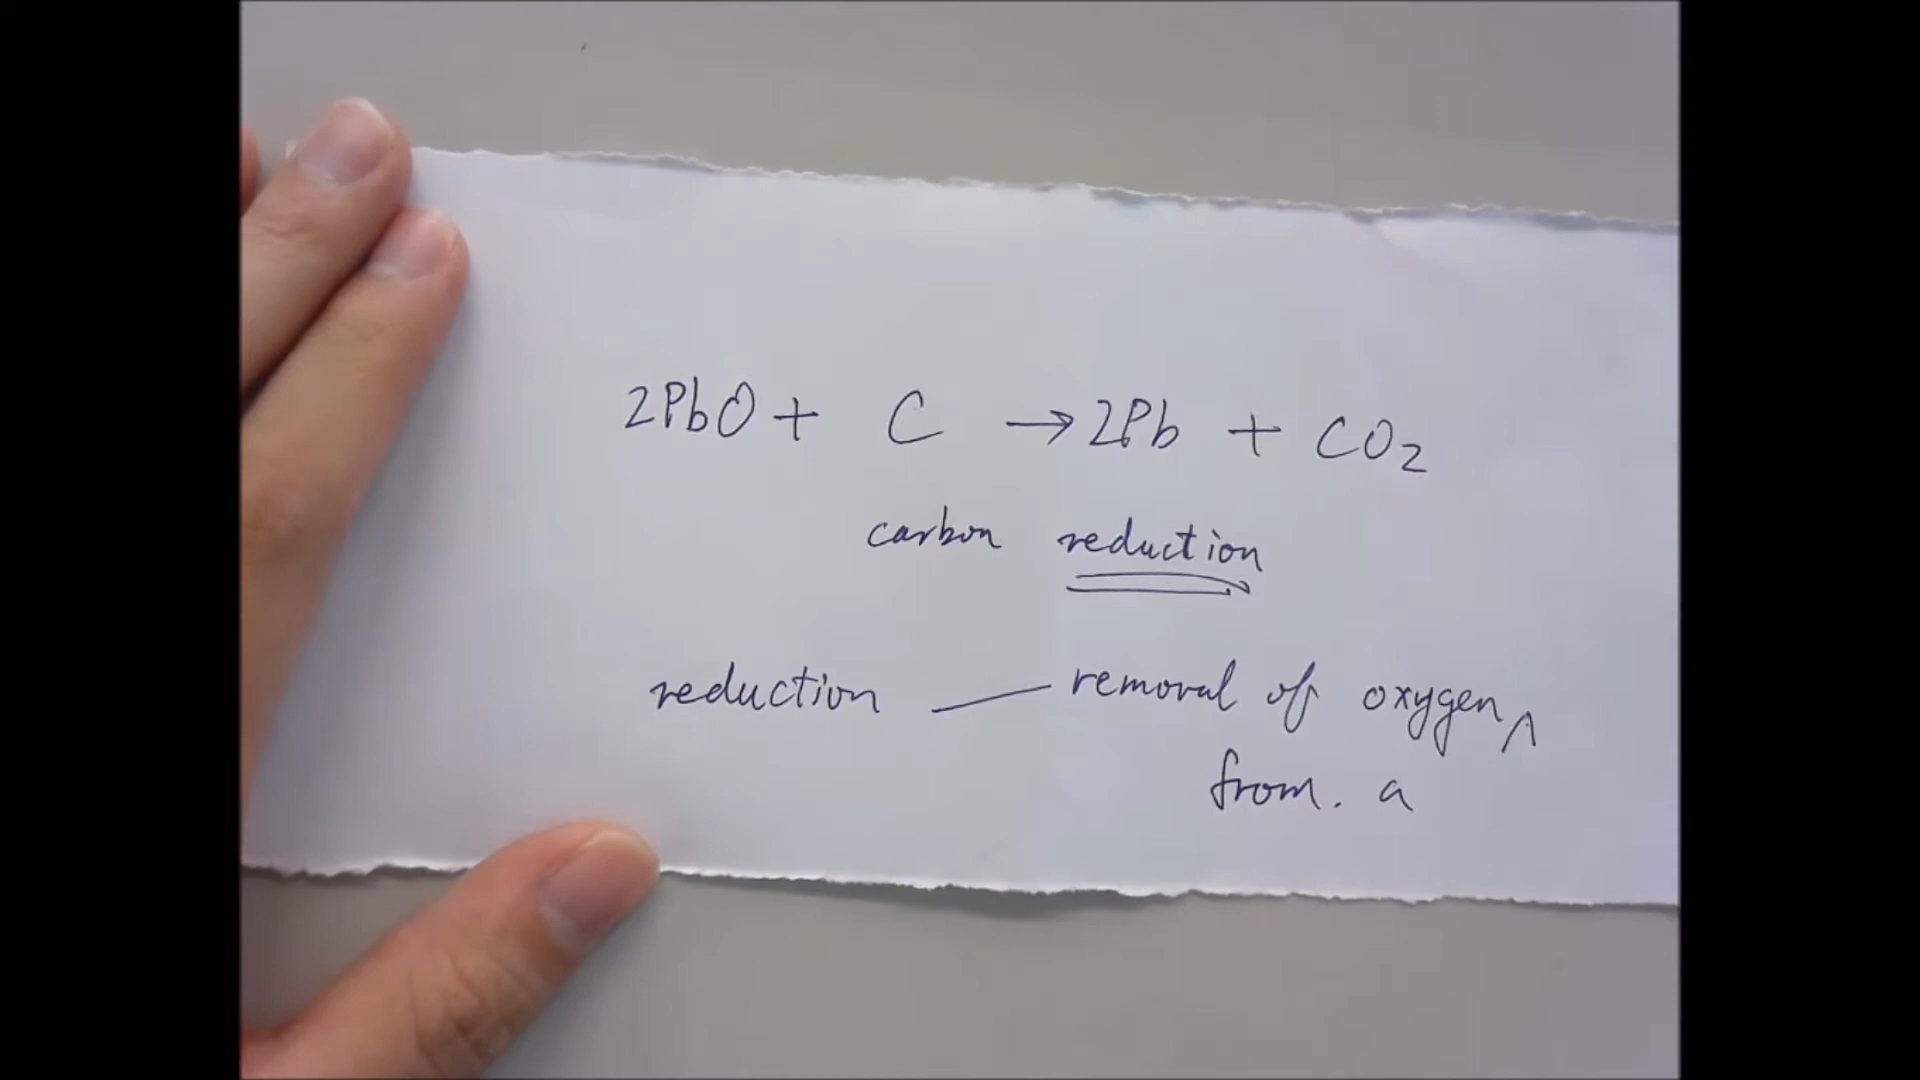 2PbO + C → 2Pb + CO₂
carbon reduction
reduction — removal of oxygen ^
from. a